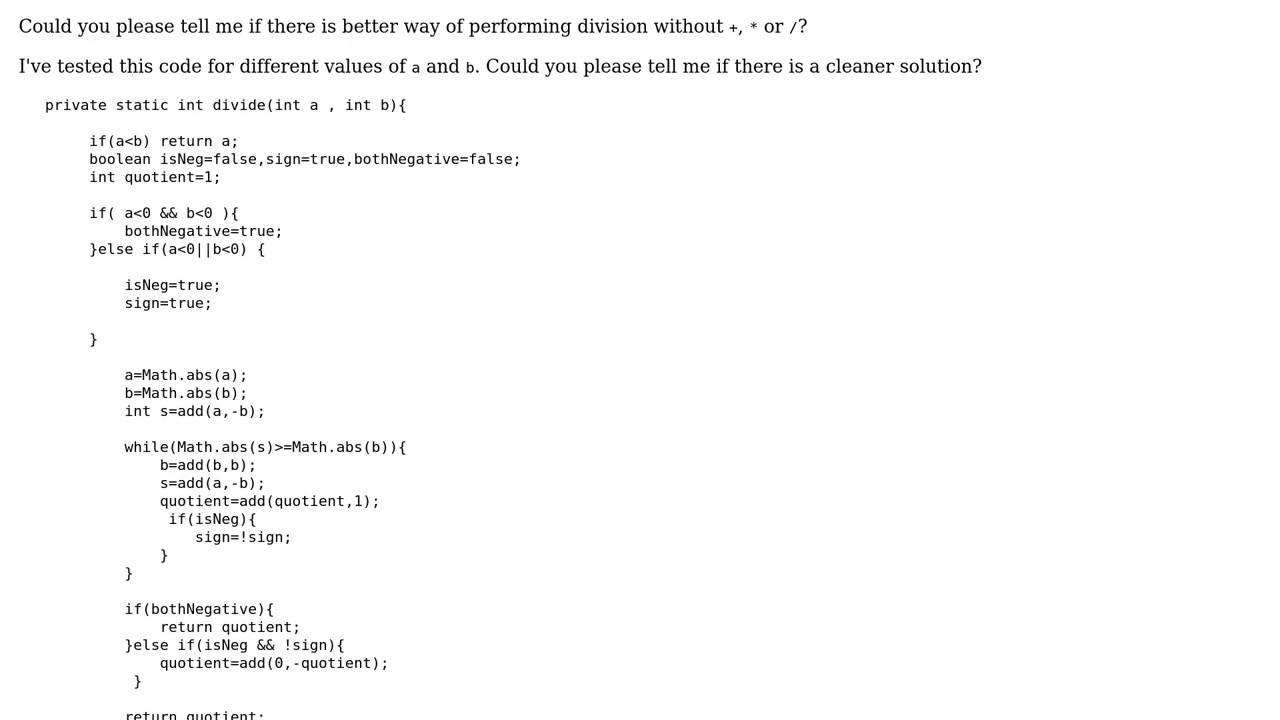 Could you please tell me if there is better way of performing division without +, * or /?
I've tested this code for different values of a and b. Could you please tell me if there is a cleaner solution?
private static int divide(int a , int b){
if(a<b) return a;
boolean isNeg=false,sign=true,bothNegative=false;
int quotient=1;
if( a<0 && b<0 ){
bothNegative=true;
}else if(a<0||b<0) {
isNeg=true;
sign=true;
}
a=Math.abs(a);
b=Math.abs(b);
int s=add(a,-b);
while(Math.abs(s)>=Math.abs(b)){
b=add(b,b);
s=add(a,-b);
quotient=add(quotient,1);
if(isNeg){
sign=!sign;
}
}
if(bothNegative){
return quotient;
}else if(isNeg && !sign){
quotient=add(0,-quotient);
}
return quotient;